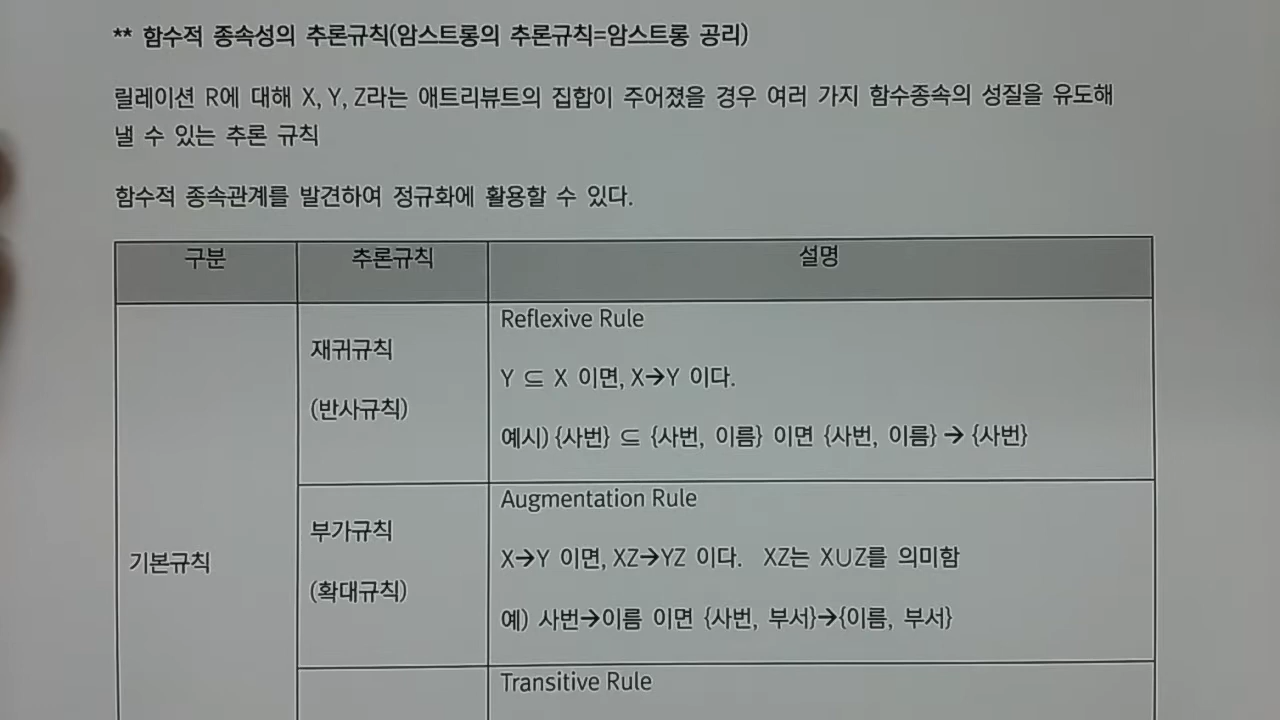 ** 함수적 종속성의 추론규칙(암스트롱의 추론규칙=암스트롱 공리)
릴레이션 R에 대해 X, Y, Z라는 애트리뷰트의 집합이 주어졌을 경우 여러 가지 함수종속의 성질을 유도해
낼 수 있는 추론 규칙
함수적 종속관계를 발견하여 정규화에 활용할 수 있다.
구분 추론규칙 설명
기본규칙
재귀규칙
(반사규칙)
Reflexive Rule
Y ⊆ X 이면, X→Y 이다.
예시) {사번} ⊆ {사번, 이름} 이면 {사번, 이름} → {사번}
부가규칙
(확대규칙)
Augmentation Rule
X→Y 이면, XZ→YZ 이다. XZ는 X∪Z를 의미함
예) 사번→이름 이면 {사번, 부서}→{이름, 부서}
Transitive Rule